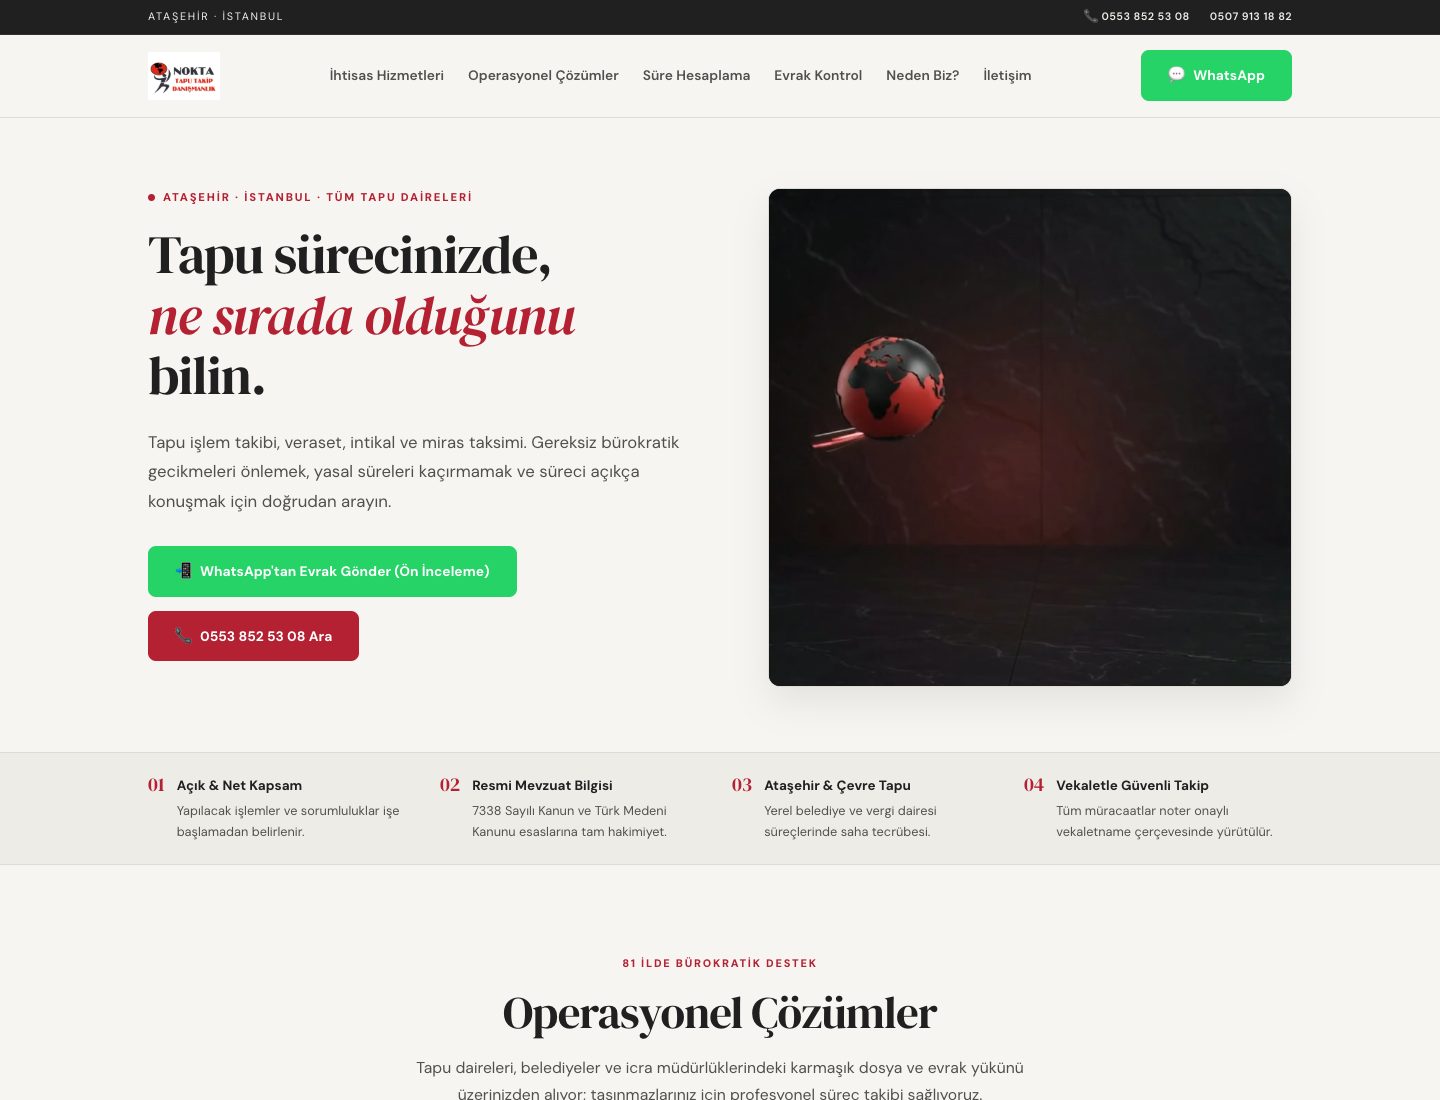 ATAŞEHİR · İSTANBUL
0553 852 53 08
0507 913 18 82
NOKTA
TAPU TAKİP
DANIŞMANLIK
İhtisas Hizmetleri
Operasyonel Çözümler
Süre Hesaplama
Evrak Kontrol
Neden Biz?
İletişim
WhatsApp
ATAŞEHİR · İSTANBUL · TÜM TAPU DAİRELERİ
Tapu sürecinizde,
ne sırada olduğunu
bilin.
Tapu işlem takibi, veraset, intikal ve miras taksimi. Gereksiz bürokratik
gecikmeleri önlemek, yasal süreleri kaçırmamak ve süreci açıkça
konuşmak için doğrudan arayın.
WhatsApp'tan Evrak Gönder (Ön İnceleme)
0553 852 53 08 Ara
01 Açık & Net Kapsam
Yapılacak işlemler ve sorumluluklar işe
başlamadan belirlenir.
02 Resmi Mevzuat Bilgisi
7338 Sayılı Kanun ve Türk Medeni
Kanunu esaslarına tam hakimiyet.
03 Ataşehir & Çevre Tapu
Yerel belediye ve vergi dairesi
süreçlerinde saha tecrübesi.
04 Vekaletle Güvenli Takip
Tüm müracaatlar noter onaylı
vekaletname çerçevesinde yürütülür.
81 İLDE BÜROKRATİK DESTEK
Operasyonel Çözümler
Tapu daireleri, belediyeler ve icra müdürlüklerindeki karmaşık dosya ve evrak yükünü
üzerinizden alıyor; taşınmazlarınız için profesyonel süreç takibi sağlıyoruz.